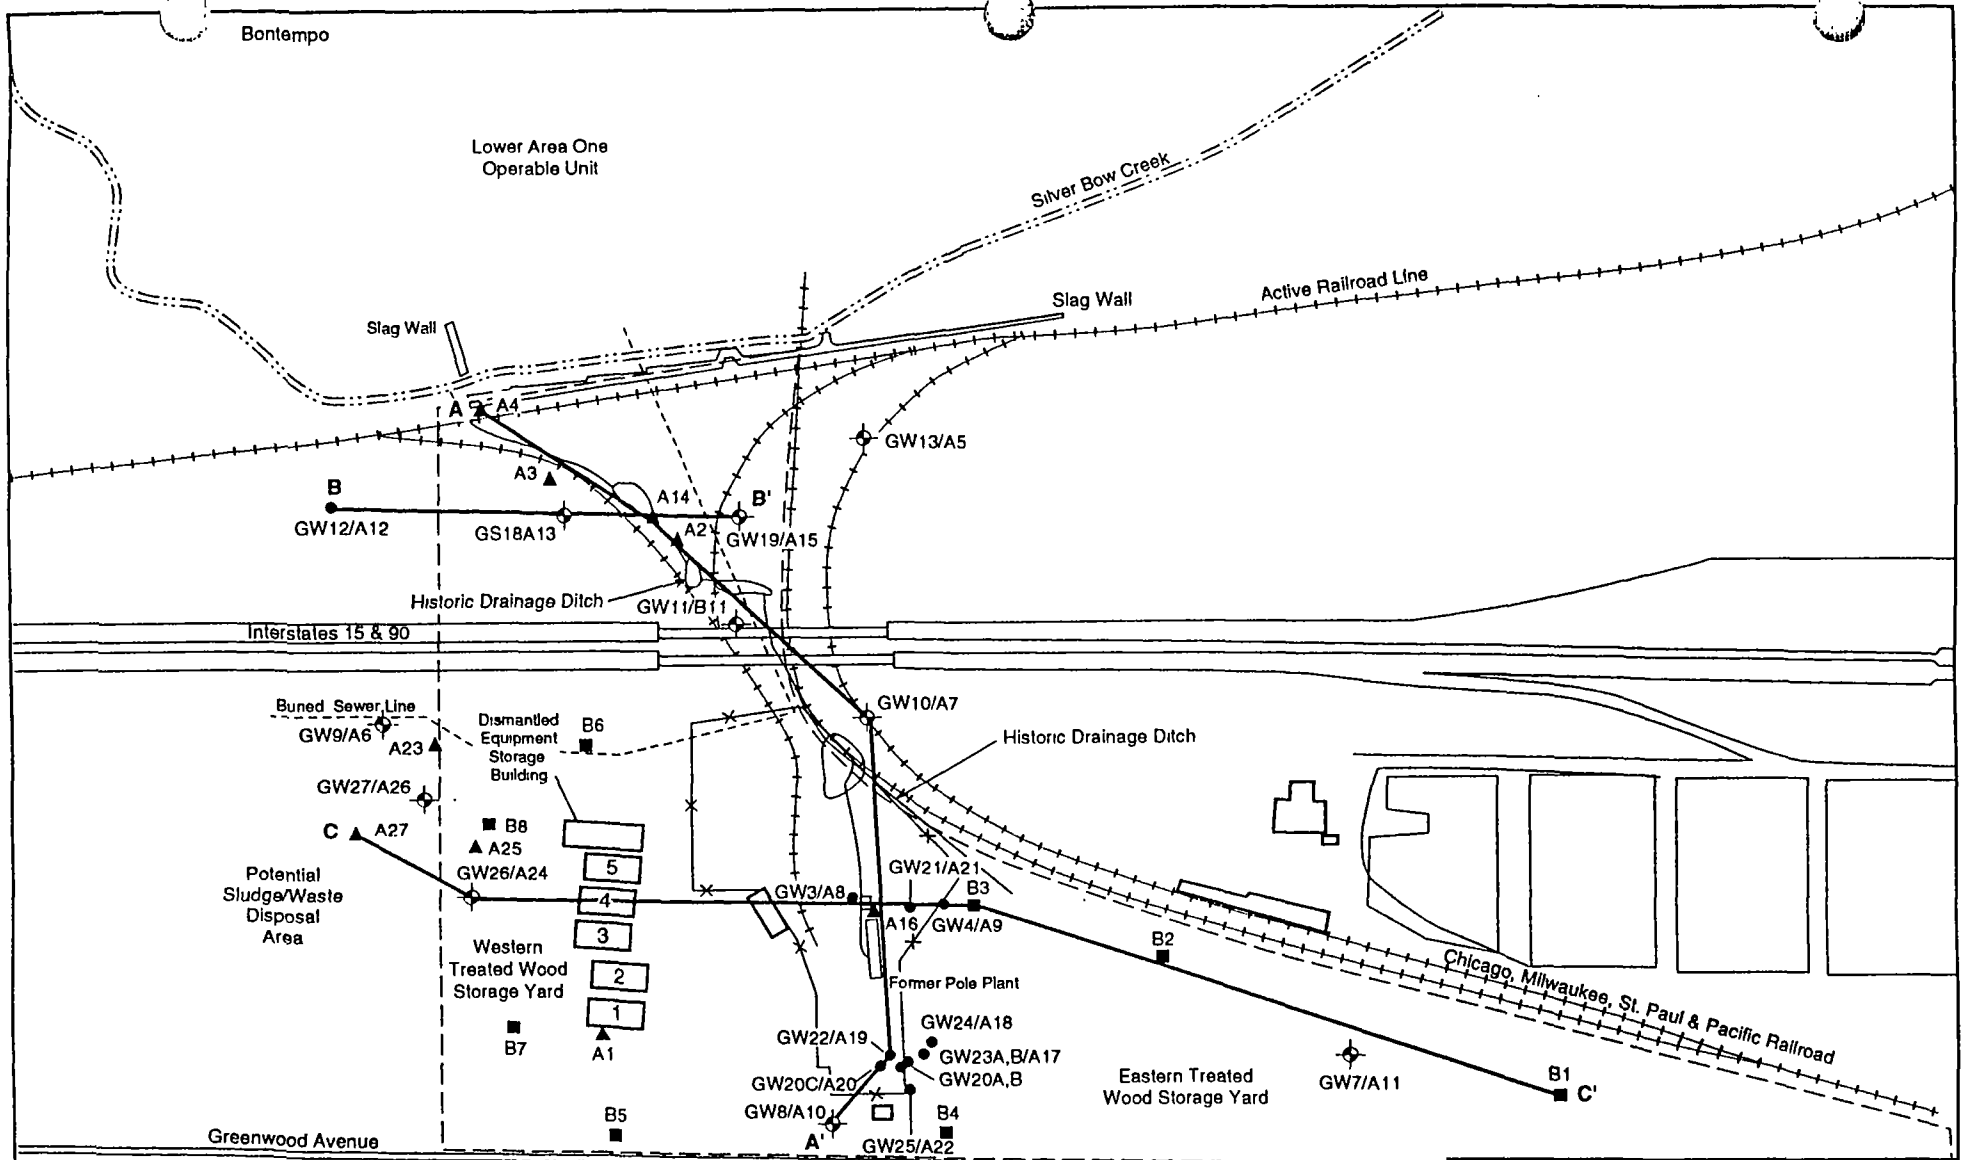 Bontempo
Lower Area One
Operable Unit
Silver Bow Creek
Active Railroad Line
Slag Wall
Slag Wall
A
A4
GW13/A5
A3
B
A14
B'
GW12/A12
GS18A13
A2
GW19/A15
Historic Drainage Ditch
GW11/B11
Interstates 15 & 90
Buned Sewer Line
GW9/A6
A23
Dismantled
Equipment
Storage
Building
B6
GW10/A7
Historic Drainage Ditch
GW27/A26
C
A27
B8
A25
GW26/A24
5
4
3
2
1
Potential
Sludge/Waste
Disposal
Area
Western
Treated Wood
Storage Yard
B7
A1
GW3/A8
GW21/A21
B3
A16
GW4/A9
B2
Former Pole Plant
Chicago, Milwaukee, St. Paul & Pacific Railroad
GW24/A18
GW22/A19
GW23A,B/A17
GW20C/A20
GW20A,B
Eastern Treated
Wood Storage Yard
GW7/A11
B1
C'
GW8/A10
A'
B5
B4
GW25/A22
Greenwood Avenue